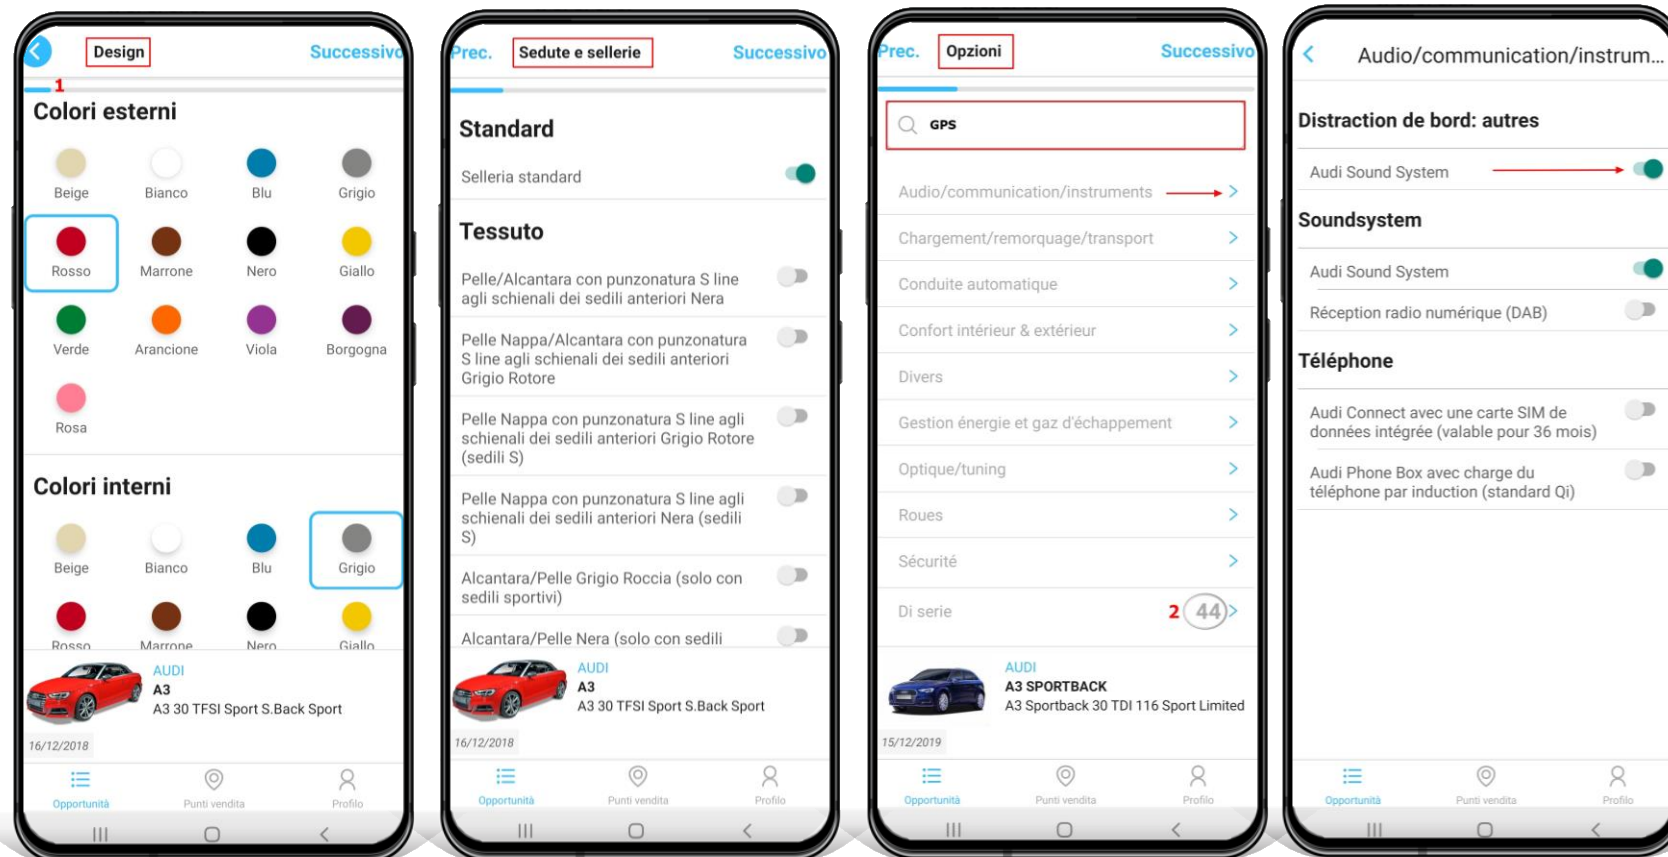 Design
Successivo
1
Colori esterni
Beige
Bianco
Blu
Grigio
Rosso
Marrone
Nero
Giallo
Verde
Arancione
Viola
Borgogna
Rosa
Colori interni
Beige
Bianco
Blu
Grigio
Rosso
Marrone
Nero
Giallo
AUDI
A3
A3 30 TFSI Sport S.Back Sport
16/12/2018
Opportunità
Punti vendita
Profilo
Prec.
Sedute e sellerie
Successivo
Standard
Selleria standard
Tessuto
Pelle/Alcantara con punzonatura S line
agli schienali dei sedili anteriori Nera
Pelle Nappa/Alcantara con punzonatura
S line agli schienali dei sedili anteriori
Grigio Rotore
Pelle Nappa con punzonatura S line agli
schienali dei sedili anteriori Grigio Rotore
(sedili S)
Pelle Nappa con punzonatura S line agli
schienali dei sedili anteriori Nera (sedili
S)
Alcantara/Pelle Grigio Roccia (solo con
sedili sportivi)
Alcantara/Pelle Nera (solo con sedili
AUDI
A3
A3 30 TFSI Sport S.Back Sport
16/12/2018
Opportunità
Punti vendita
Profilo
Prec.
Opzioni
Successivo
GPS
Audio/communication/instruments
Chargement/remorquage/transport
Conduite automatique
Confort intérieur & extérieur
Divers
Gestion énergie et gaz d'échappement
Optique/tuning
Roues
Sécurité
Di serie
2 44
AUDI
A3 SPORTBACK
A3 Sportback 30 TDI 116 Sport Limited
15/12/2019
Opportunità
Punti vendita
Profilo
Audio/communication/instrum...
Distraction de bord: autres
Audi Sound System
Soundsystem
Audi Sound System
Réception radio numérique (DAB)
Téléphone
Audi Connect avec une carte SIM de
données intégrée (valable pour 36 mois)
Audi Phone Box avec charge du
téléphone par induction (standard Qi)
Opportunità
Punti vendita
Profilo